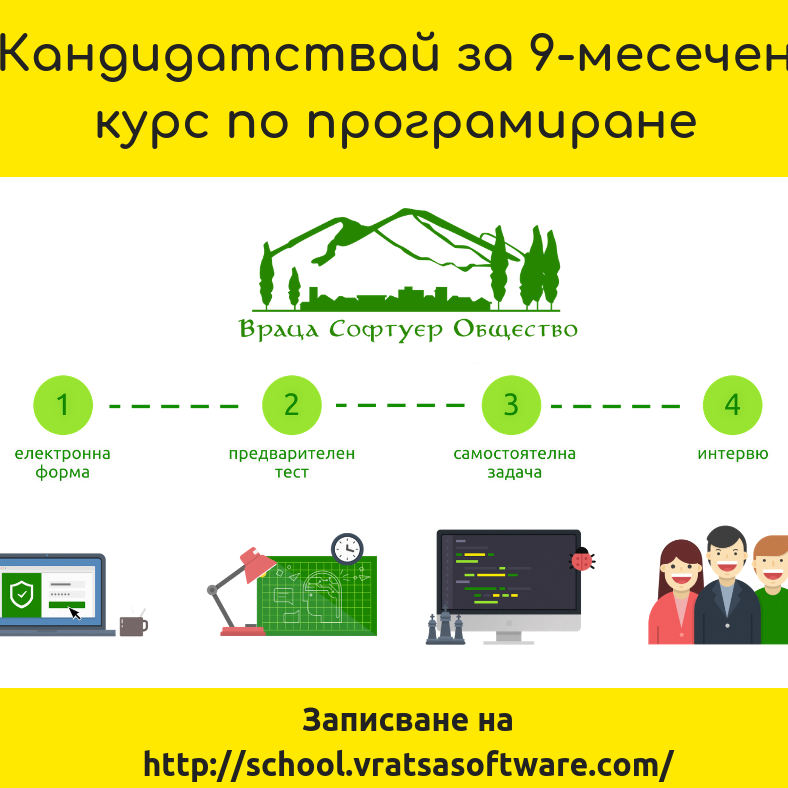 Кандидатствай за 9-месечен
курс по програмиране
Враца Софтуер Общество
1
2
3
4
електронна
форма
предварителен
тест
самостоятелна
задача
интервю
Записване на
http://school.vratsasoftware.com/